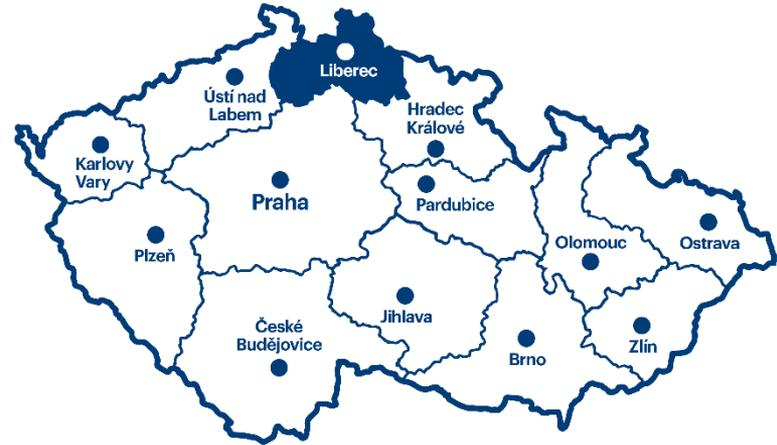 Liberec
Ústí nad
Labem
Hradec
Králové
Karlovy
Vary
Praha
Pardubice
Plzeň
Olomouc
Ostrava
Jihlava
České
Budějovice
Brno
Zlín